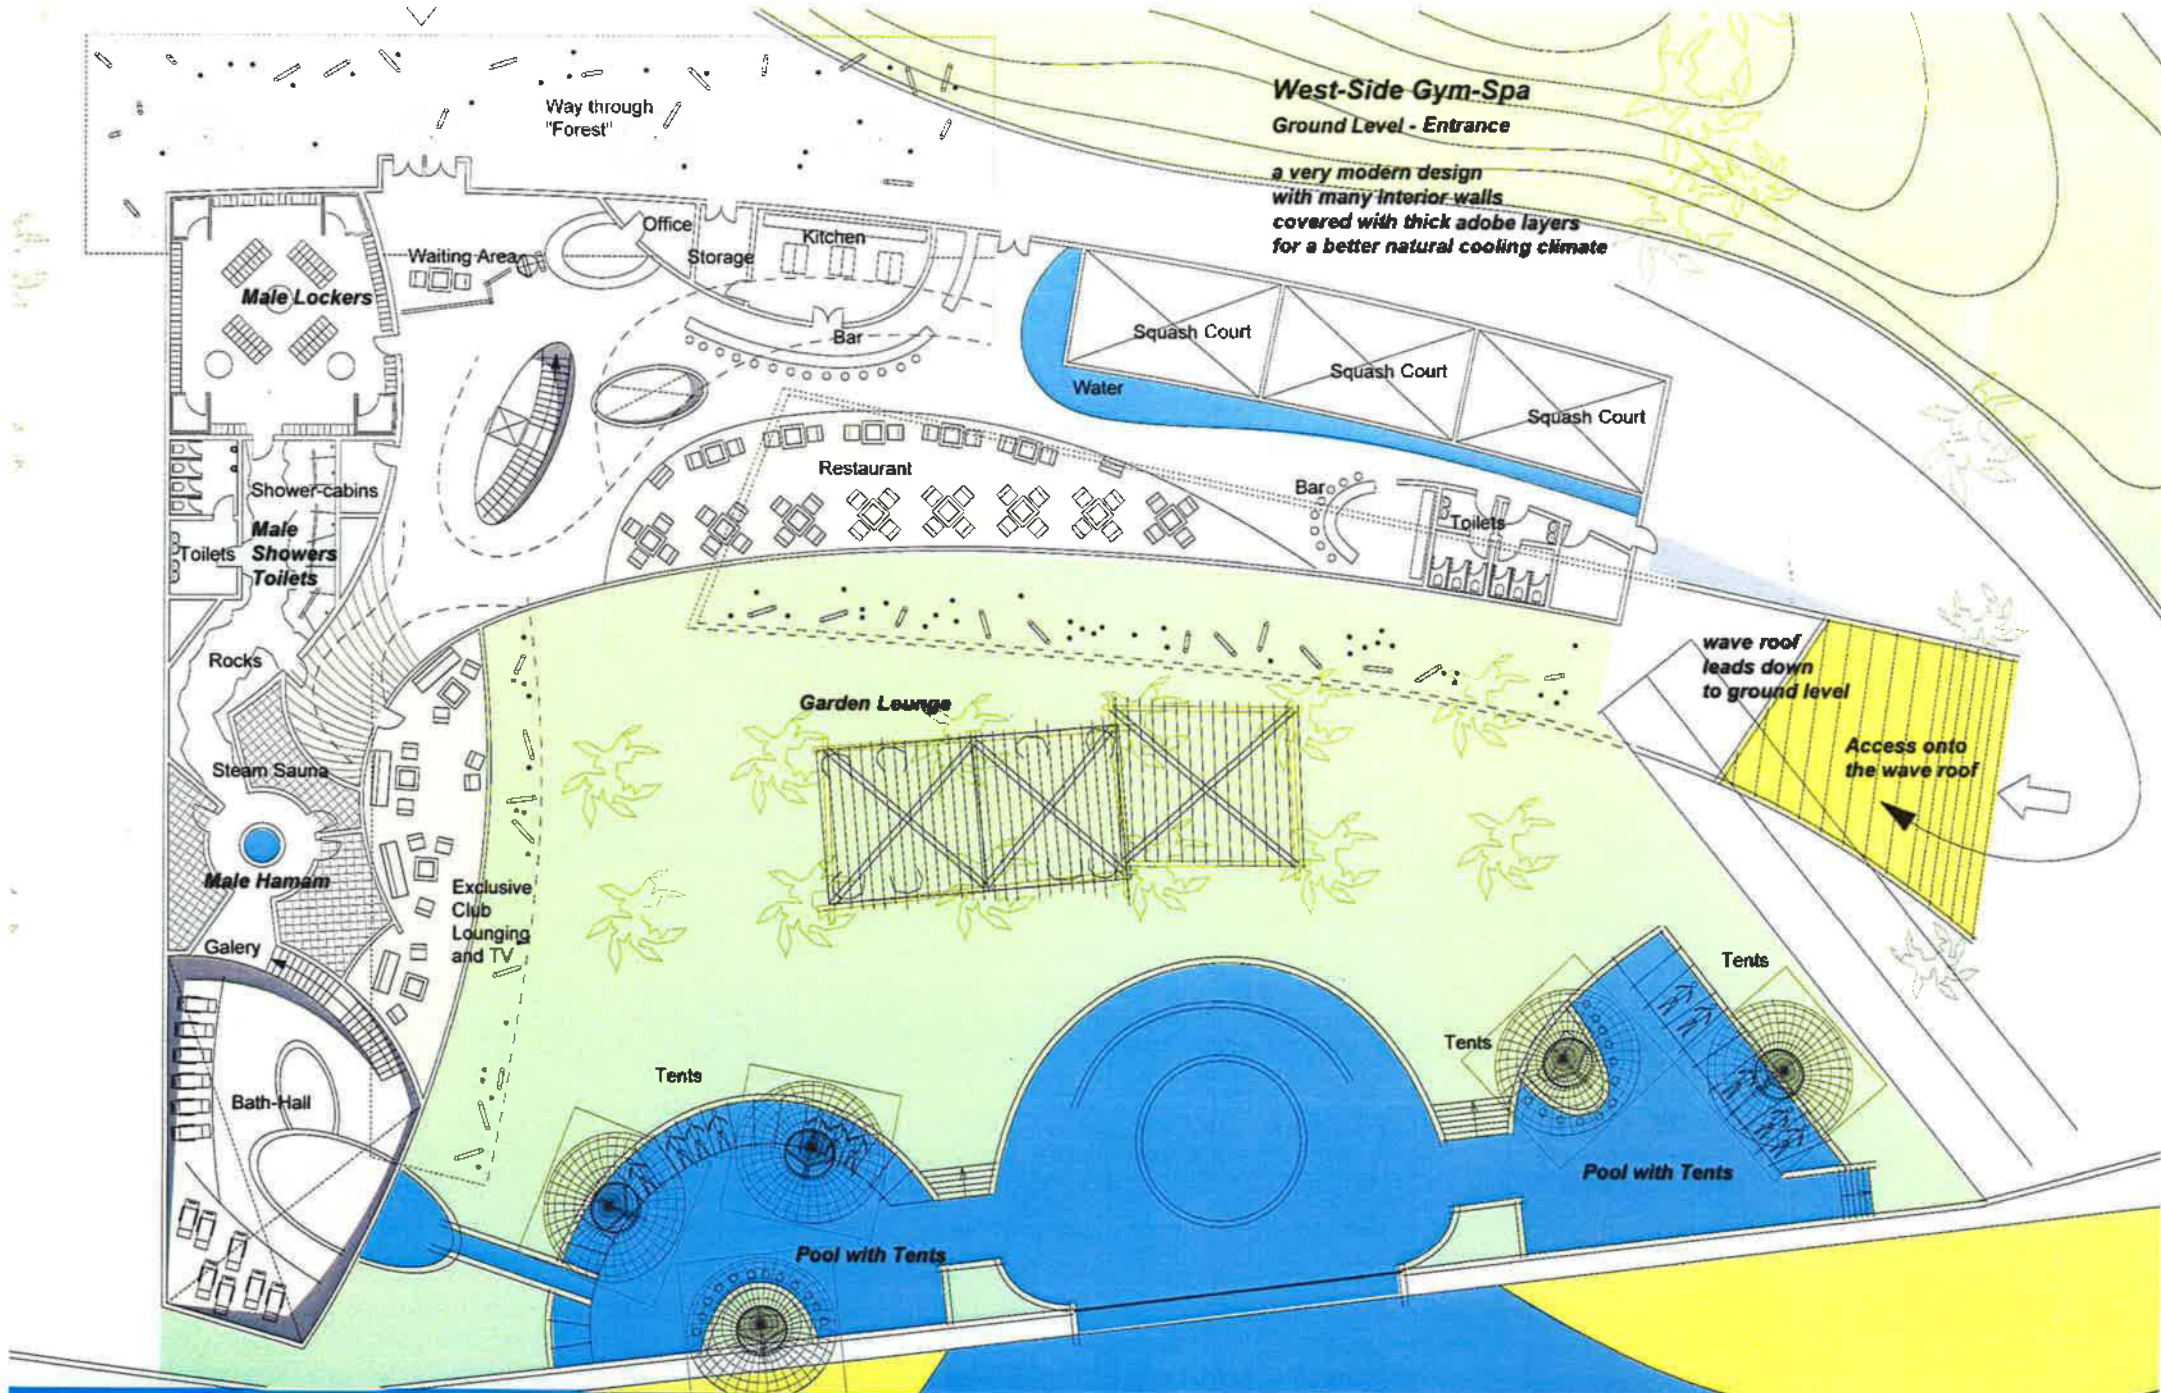 West-Side Gym-Spa
Ground Level - Entrance
a very modern design
with many interior walls
covered with thick adobe layers
for a better natural cooling climate
Way through
"Forest"
Office
Waiting Area
Storage
Kitchen
Male Lockers
Bar
Squash Court
Squash Court
Squash Court
Water
Restaurant
Bar
Toilets
Shower-cabins
Male
Showers
Toilets
Toilets
Rocks
wave roof
leads down
to ground level
Garden Lounge
Access onto
the wave roof
Steam Sauna
Male Hamam
Exclusive
Club
Lounging
and TV
Galery
Tents
Tents
Tents
Bath-Hall
Pool with Tents
Pool with Tents